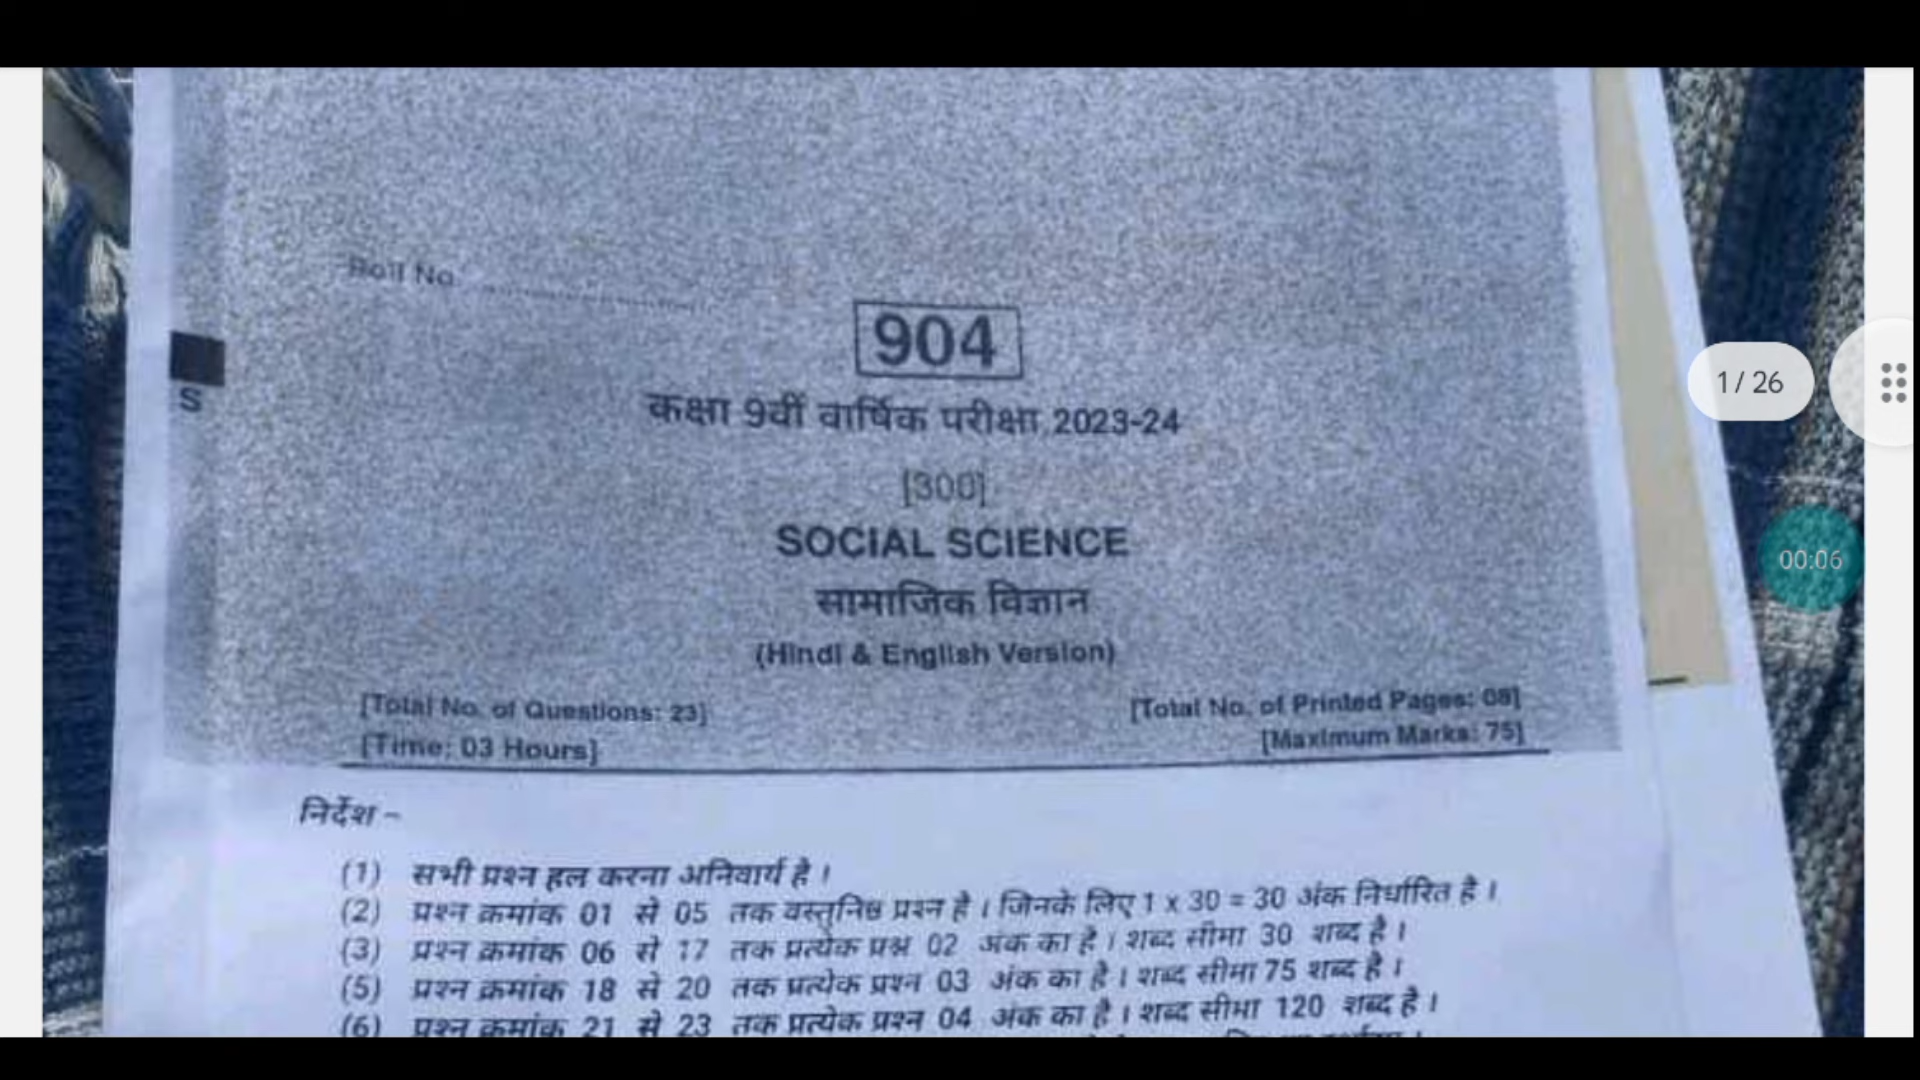 Roll No
904
S
कक्षा 9वीं वार्षिक परीक्षा 2023-24
[300]
SOCIAL SCIENCE
सामाजिक विज्ञान
(Hindi & English Version)
[Total No. of Questions: 23] [Total No. of Printed Pages: 08]
[Time: 03 Hours] [Maximum Marks: 75]
निर्देश –
(1) सभी प्रश्न हल करना अनिवार्य है ।
(2) प्रश्न क्रमांक 01 से 05 तक वस्तुनिष्ठ प्रश्न है । जिनके लिए 1 x 30 = 30 अंक निर्धारित है ।
(3) प्रश्न क्रमांक 06 से 17 तक प्रत्येक प्रश्न 02 अंक का है । शब्द सीमा 30 शब्द है ।
(5) प्रश्न क्रमांक 18 से 20 तक प्रत्येक प्रश्न 03 अंक का है । शब्द सीमा 75 शब्द है ।
(6) प्रश्न क्रमांक 21 से 23 तक प्रत्येक प्रश्न 04 अंक का है । शब्द सीमा 120 शब्द है ।
1 / 26
00:06